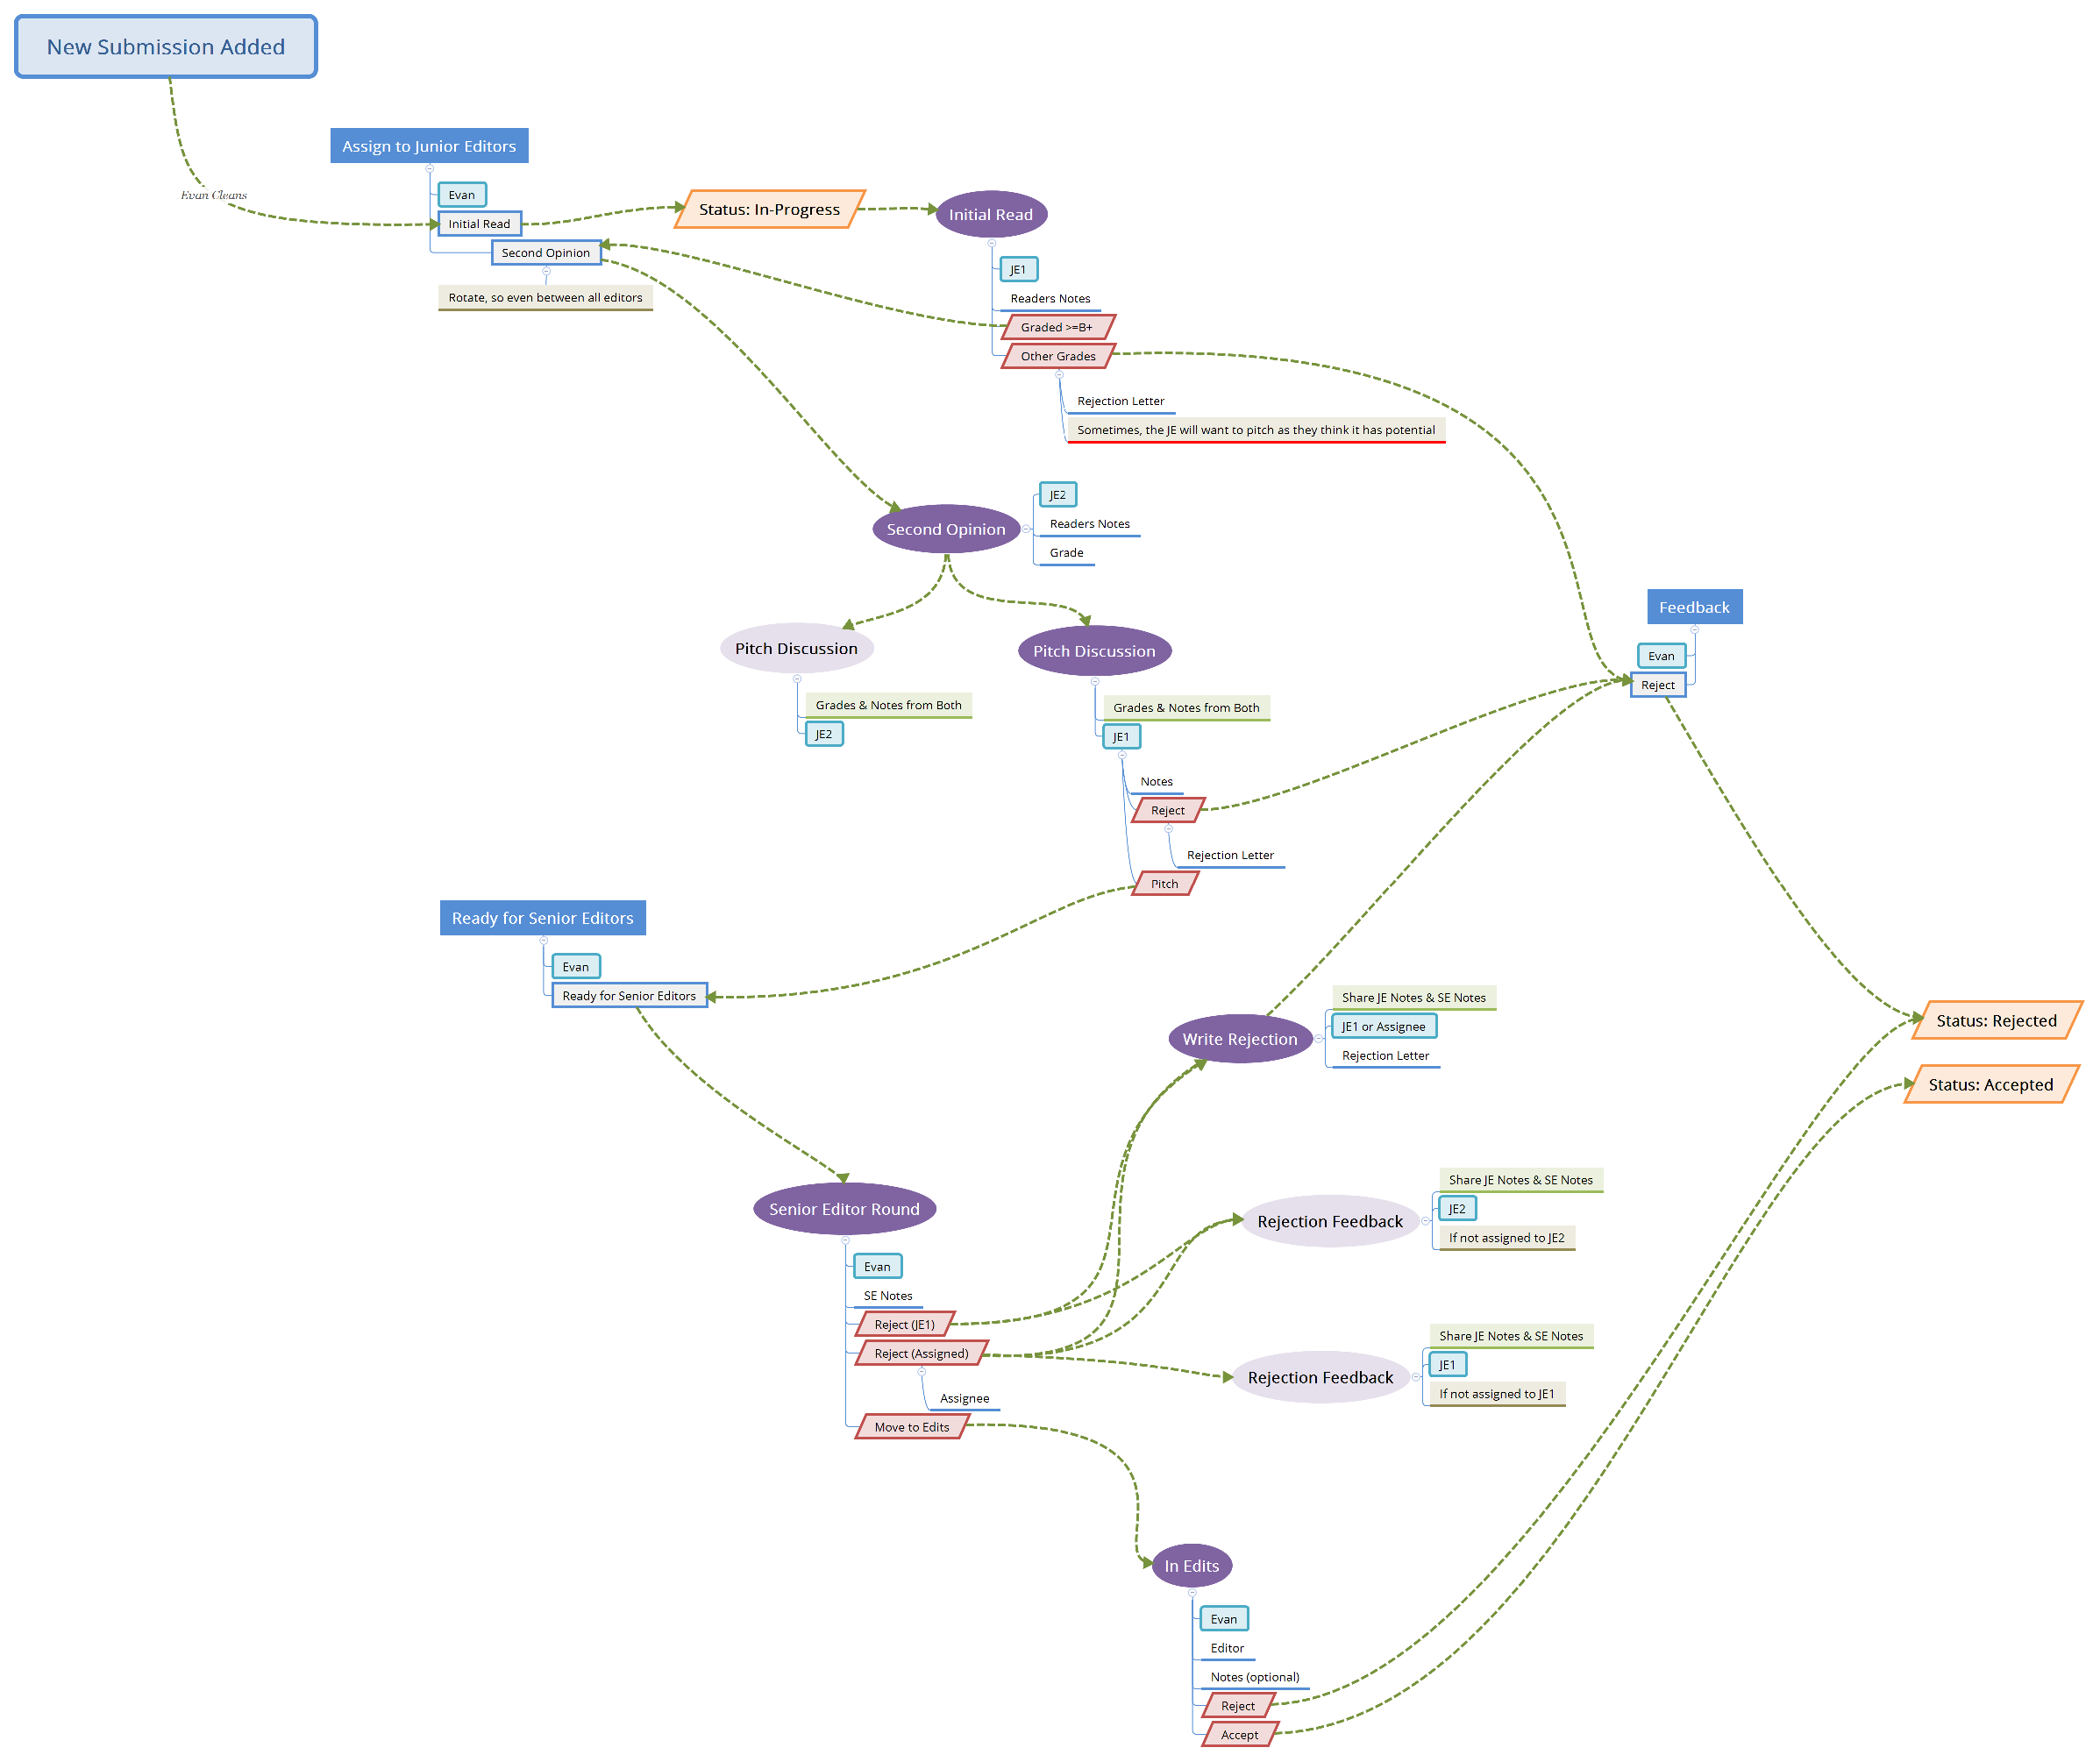 New Submission Added
Evan Cleans
Assign to Junior Editors
Evan
Initial Read
Second Opinion
Rotate, so even between all editors
Status: In-Progress
Initial Read
JE1
Readers Notes
Graded >=B+
Other Grades
Rejection Letter
Sometimes, the JE will want to pitch as they think it has potential
Second Opinion
JE2
Readers Notes
Grade
Pitch Discussion
Grades & Notes from Both
JE2
Pitch Discussion
Grades & Notes from Both
JE1
Notes
Reject
Rejection Letter
Pitch
Feedback
Evan
Reject
Ready for Senior Editors
Evan
Ready for Senior Editors
Write Rejection
Share JE Notes & SE Notes
JE1 or Assignee
Rejection Letter
Status: Rejected
Status: Accepted
Senior Editor Round
Evan
SE Notes
Reject (JE1)
Reject (Assigned)
Assignee
Move to Edits
Rejection Feedback
Share JE Notes & SE Notes
JE2
If not assigned to JE2
Rejection Feedback
Share JE Notes & SE Notes
JE1
If not assigned to JE1
In Edits
Evan
Editor
Notes (optional)
Reject
Accept